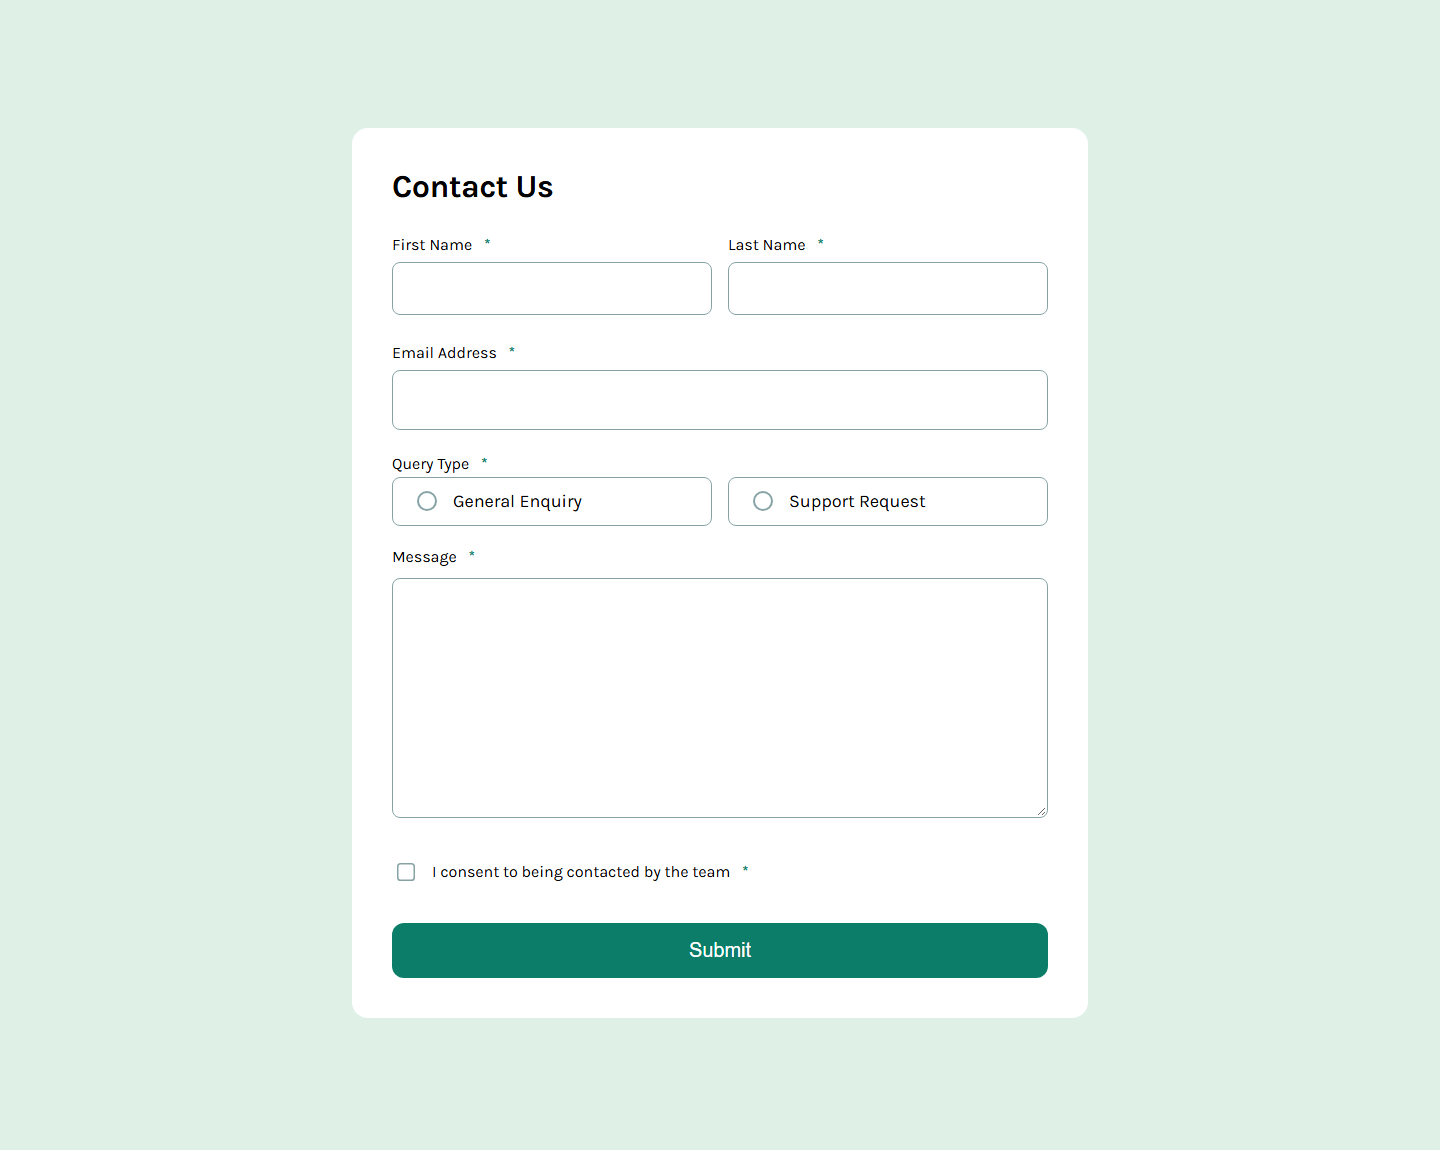 Contact Us
First Name *
Last Name *
Email Address *
Query Type *
General Enquiry
Support Request
Message *
I consent to being contacted by the team *
Submit